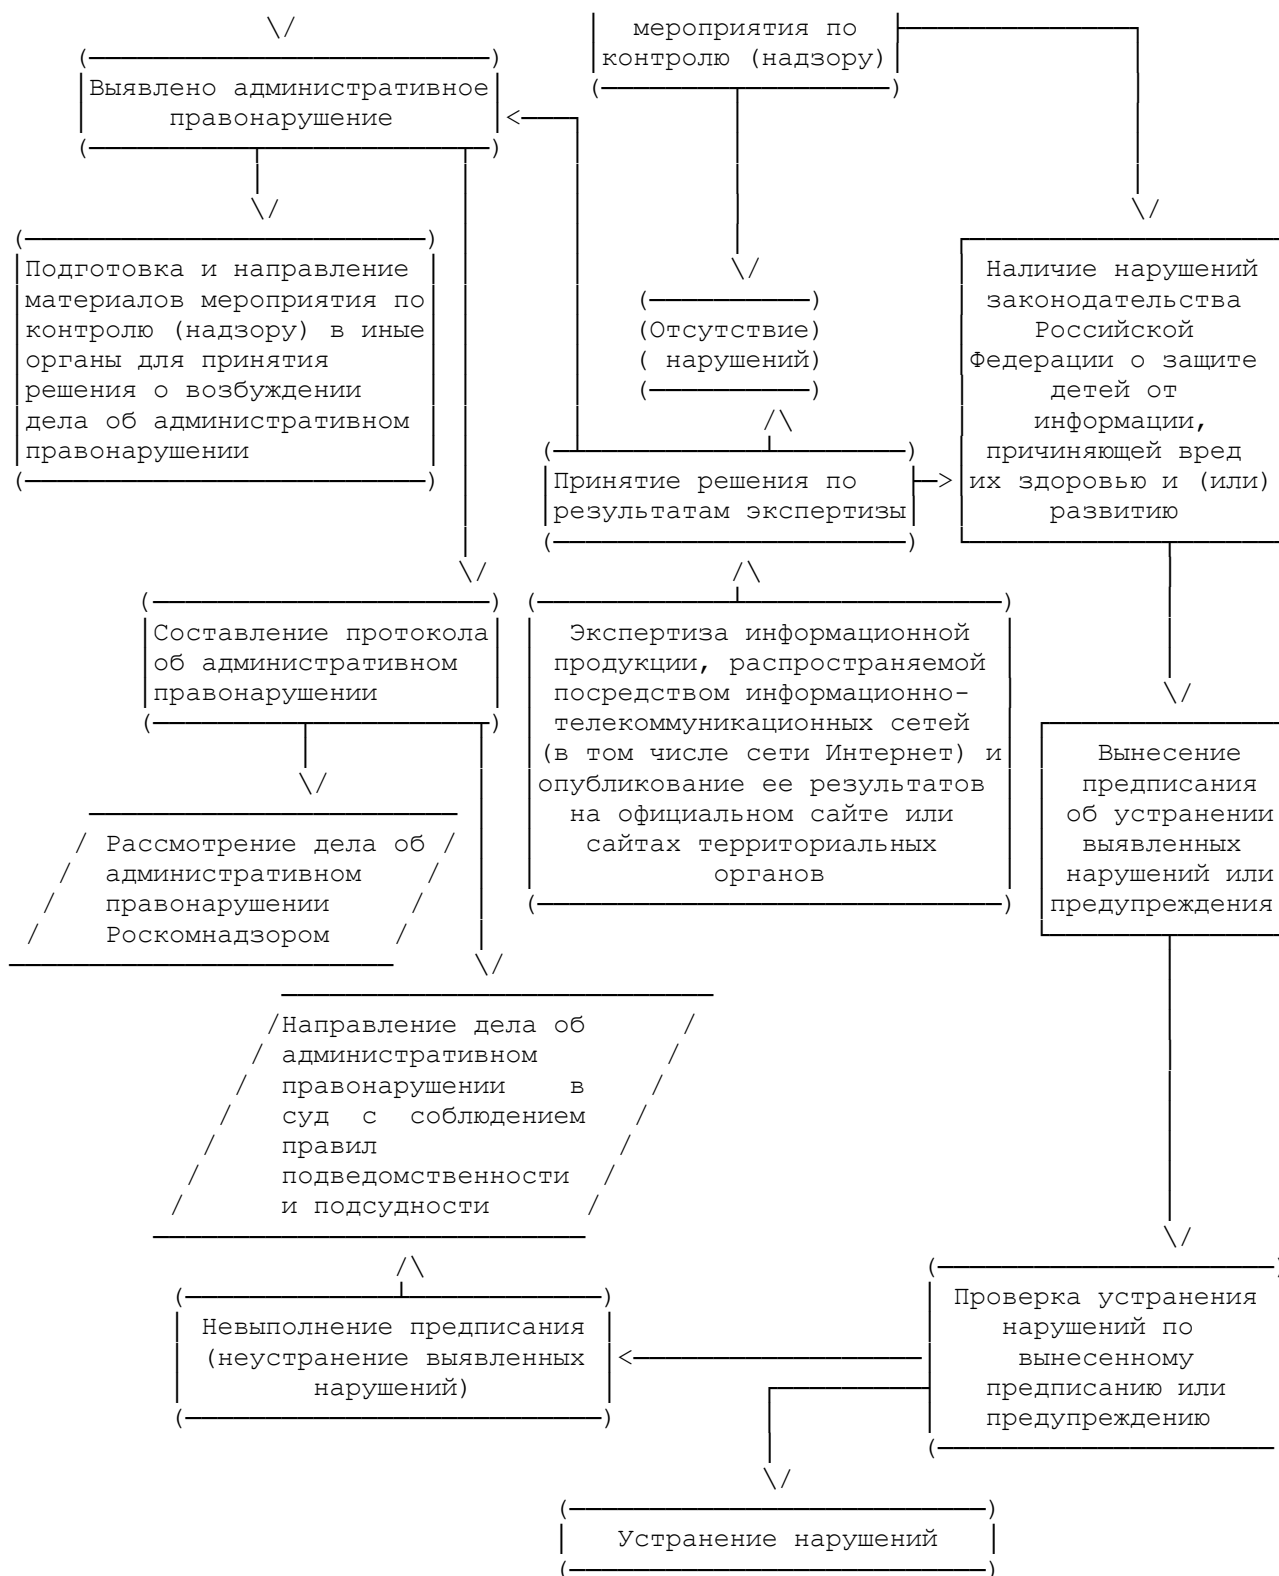 мероприятия по
контролю (надзору)
Выявлено административное
правонарушение
Подготовка и направление
материалов мероприятия по
контролю (надзору) в иные
органы для принятия
решения о возбуждении
дела об административном
правонарушении
(Отсутствие)
( нарушений)
Наличие нарушений
законодательства
Российской
Федерации о защите
детей от
информации,
причиняющей вред
их здоровью и (или)
развитию
Принятие решения по
результатам экспертизы
Составление протокола
об административном
правонарушении
Экспертиза информационной
продукции, распространяемой
посредством информационно-
телекоммуникационных сетей
(в том числе сети Интернет) и
опубликование ее результатов
на официальном сайте или
сайтах территориальных
органов
Вынесение
предписания
об устранении
выявленных
нарушений или
предупреждения
Рассмотрение дела об
административном
правонарушении
Роскомнадзором
Направление дела об
административном
правонарушении в
суд с соблюдением
правил
подведомственности
и подсудности
Невыполнение предписания
(неустранение выявленных
нарушений)
Проверка устранения
нарушений по
вынесенному
предписанию или
предупреждению
Устранение нарушений